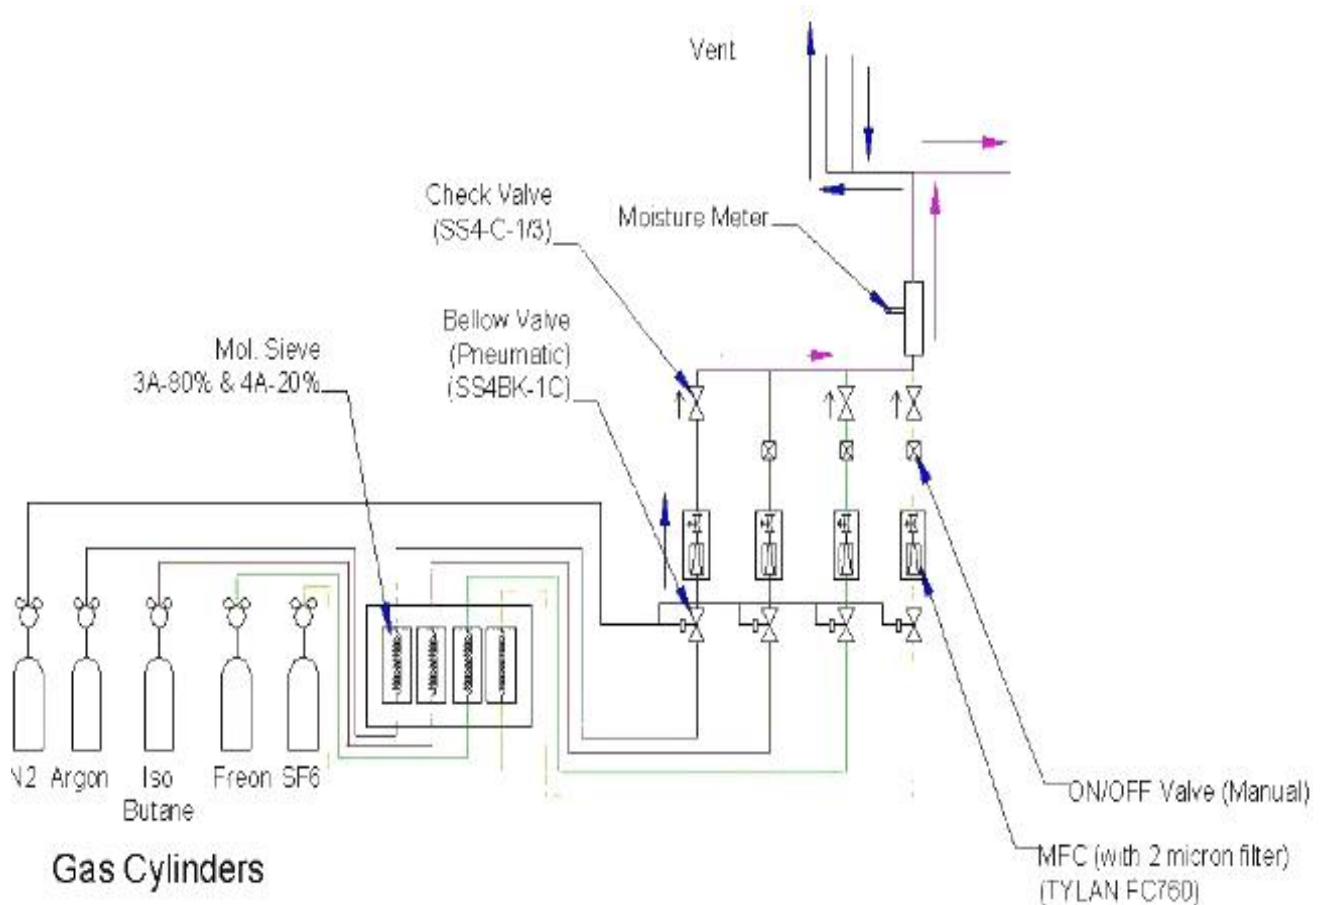 Vent
Check Valve
(SS4-C-1/3)
Moisture Meter
Bellow Valve
(Pneumatic)
(SS4BK-1C)
Mol. Sieve
3A-80% & 4A-20%
N2 Argon Iso Freon SF6
Butane
ON/OFF Valve (Manual)
Gas Cylinders
MFC (with 2 micron filter)
(TYLAN FC760)